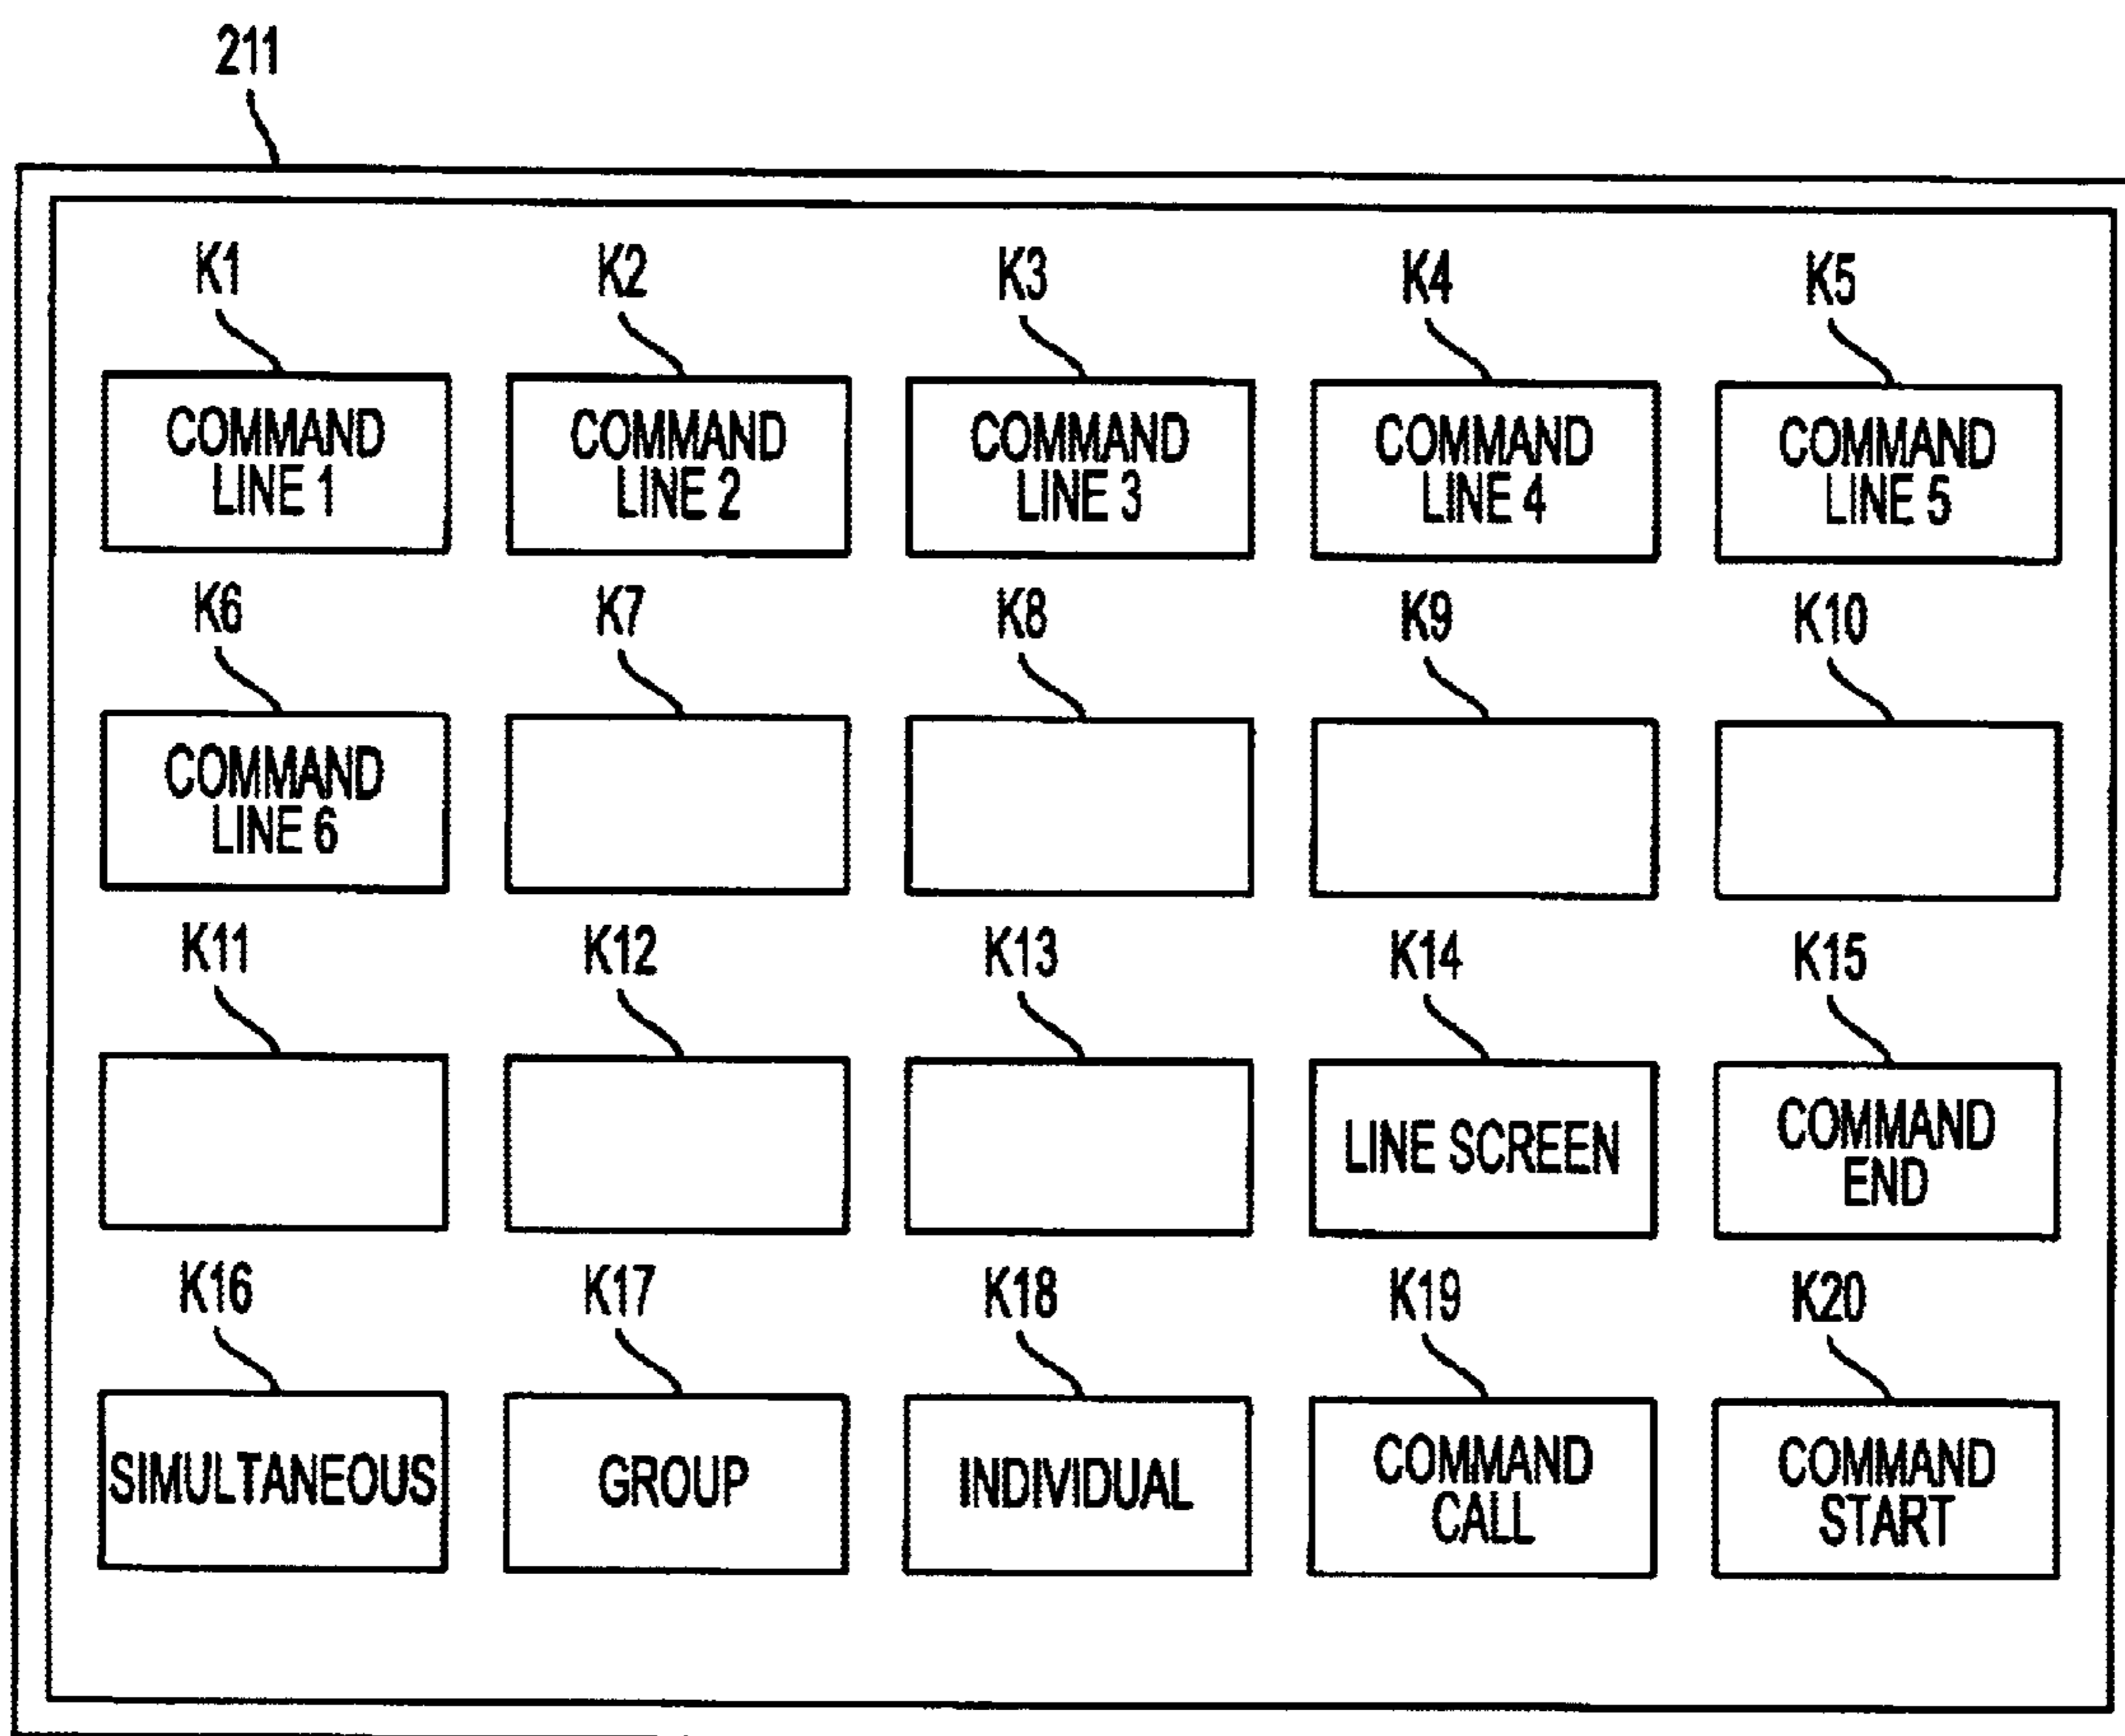 211
K1 K2 K3 K4 K5
COMMAND LINE 1
COMMAND LINE 2
COMMAND LINE 3
COMMAND LINE 4
COMMAND LINE 5
K6 K7 K8 K9 K10
COMMAND LINE 6
K11 K12 K13 K14 K15
LINE SCREEN
COMMAND END
K16 K17 K18 K19 K20
SIMULTANEOUS
GROUP
INDIVIDUAL
COMMAND CALL
COMMAND START